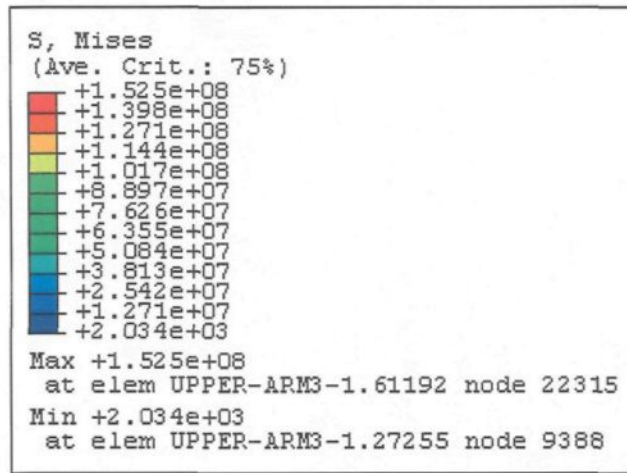 S, Mises
(Ave. Crit.: 75%)
+1.525e+08
+1.398e+08
+1.271e+08
+1.144e+08
+1.017e+08
+8.897e+07
+7.626e+07
+6.355e+07
+5.084e+07
+3.813e+07
+2.542e+07
+1.271e+07
+2.034e+03
Max +1.525e+08
at elem UPPER-ARM3-1.61192 node 22315
Min +2.034e+03
at elem UPPER-ARM3-1.27255 node 9388